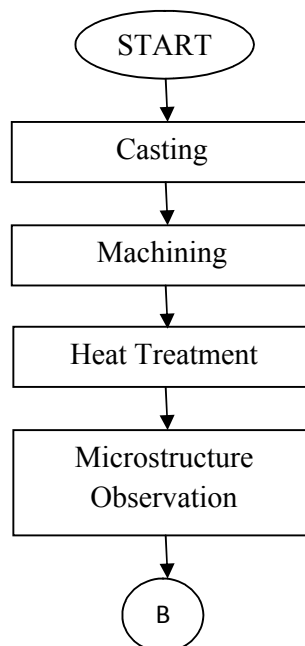 START
Casting
Machining
Heat Treatment
Microstructure
Observation
B